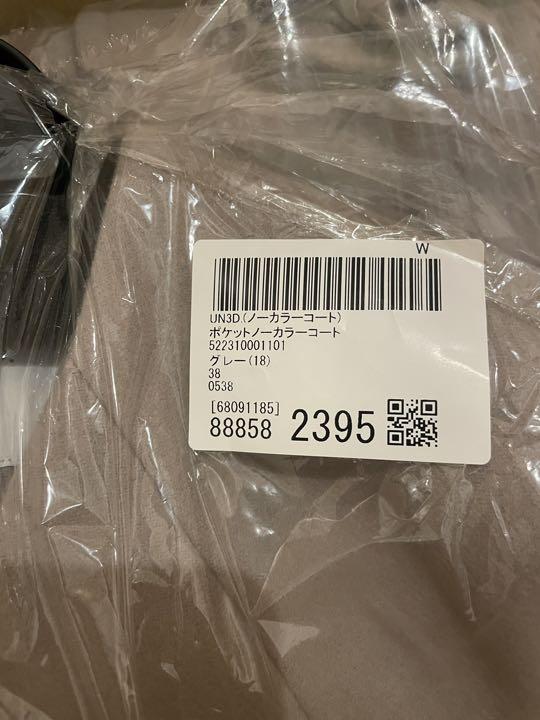 W
UN3D.(ノーカラーコート)
ポケットノーカラーコート
522310001101
グレー(18)
38
0538
[68091185]
88858 2395